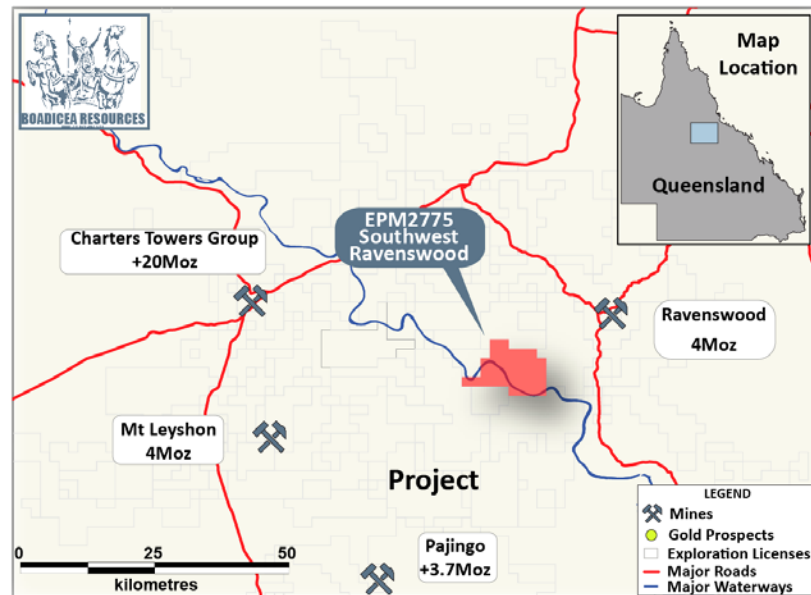 BOADICEA RESOURCES
Map
Location
Queensland
EPM2775
Southwest
Ravenswood
Charters Towers Group
+20Moz
Ravenswood
4Moz
Mt Leyshon
4Moz
Project
Pajingo
+3.7Moz
0 25 50
kilometres
LEGEND
Mines
Gold Prospects
Exploration Licenses
Major Roads
Major Waterways